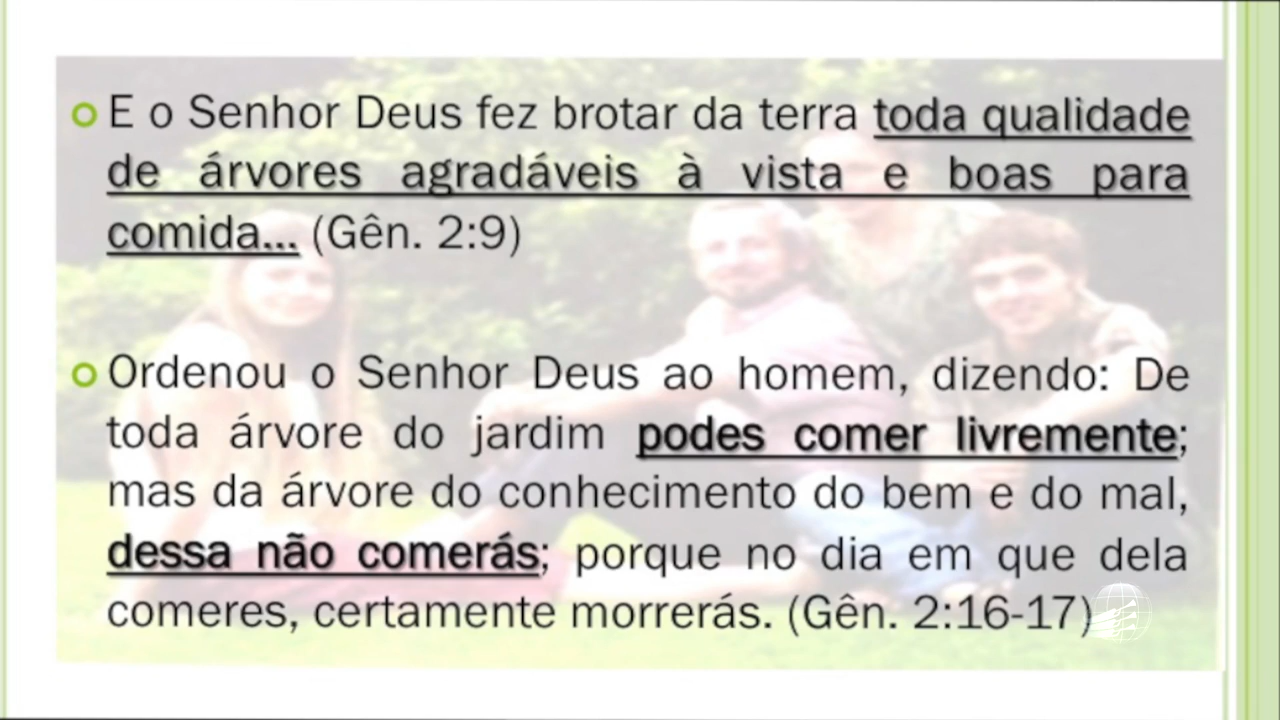 E o Senhor Deus fez brotar da terra toda qualidade
de árvores agradáveis à vista e boas para
comida... (Gên. 2:9)
Ordenou o Senhor Deus ao homem, dizendo: De
toda árvore do jardim podes comer livremente;
mas da árvore do conhecimento do bem e do mal,
dessa não comerás; porque no dia em que dela
comeres, certamente morrerás. (Gên. 2:16-17)